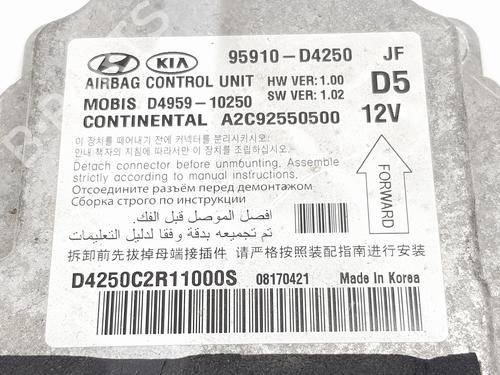 HYUNDAI KIA 95910-D4250 JF
AIRBAG CONTROL UNIT HW VER: 1.00 D5
MOBIS D4959-10250 SW VER: 1.02
CONTINENTAL A2C92550500 12V
이 장치를 떼어내기 전에 커넥터를 분리하시오.
안내 책자의 지침에 따라서만 이 장치를 조립하십시오.
Detach connector before unmounting. Assemble
strictly according to manual instructions.
Отсоедините разъём перед демонтажом
Сборка строго по инструкции
افصل الموصل قبل الفك.
تم تجميعه بدقة وفقا لدليل التعليمات
拆卸前先拔掉母端接插件 请严格按照装配指南进行安装
FORWARD
D4250C2R11000S 08170421 Made in Korea